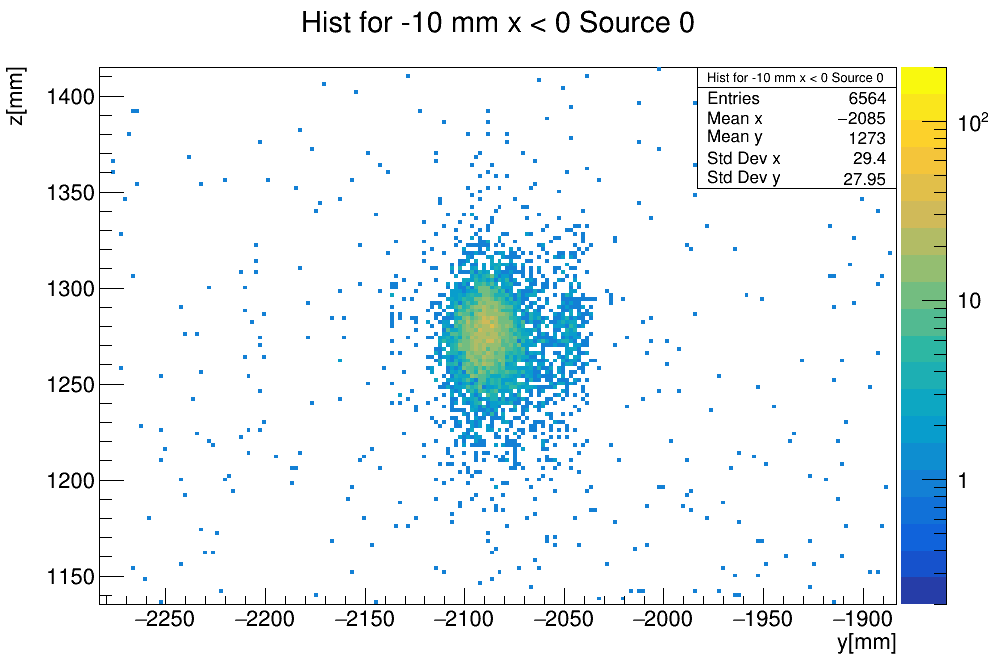 Hist for -10 mm x < 0 Source 0
z[mm]
1400
1350
1300
1250
1200
1150
Hist for -10 mm x < 0 Source 0
Entries 6564
Mean x −2085
Mean y 1273
Std Dev x 29.4
Std Dev y 27.95
10²
10
1
−2250 −2200 −2150 −2100 −2050 −2000 −1950 −1900
y[mm]